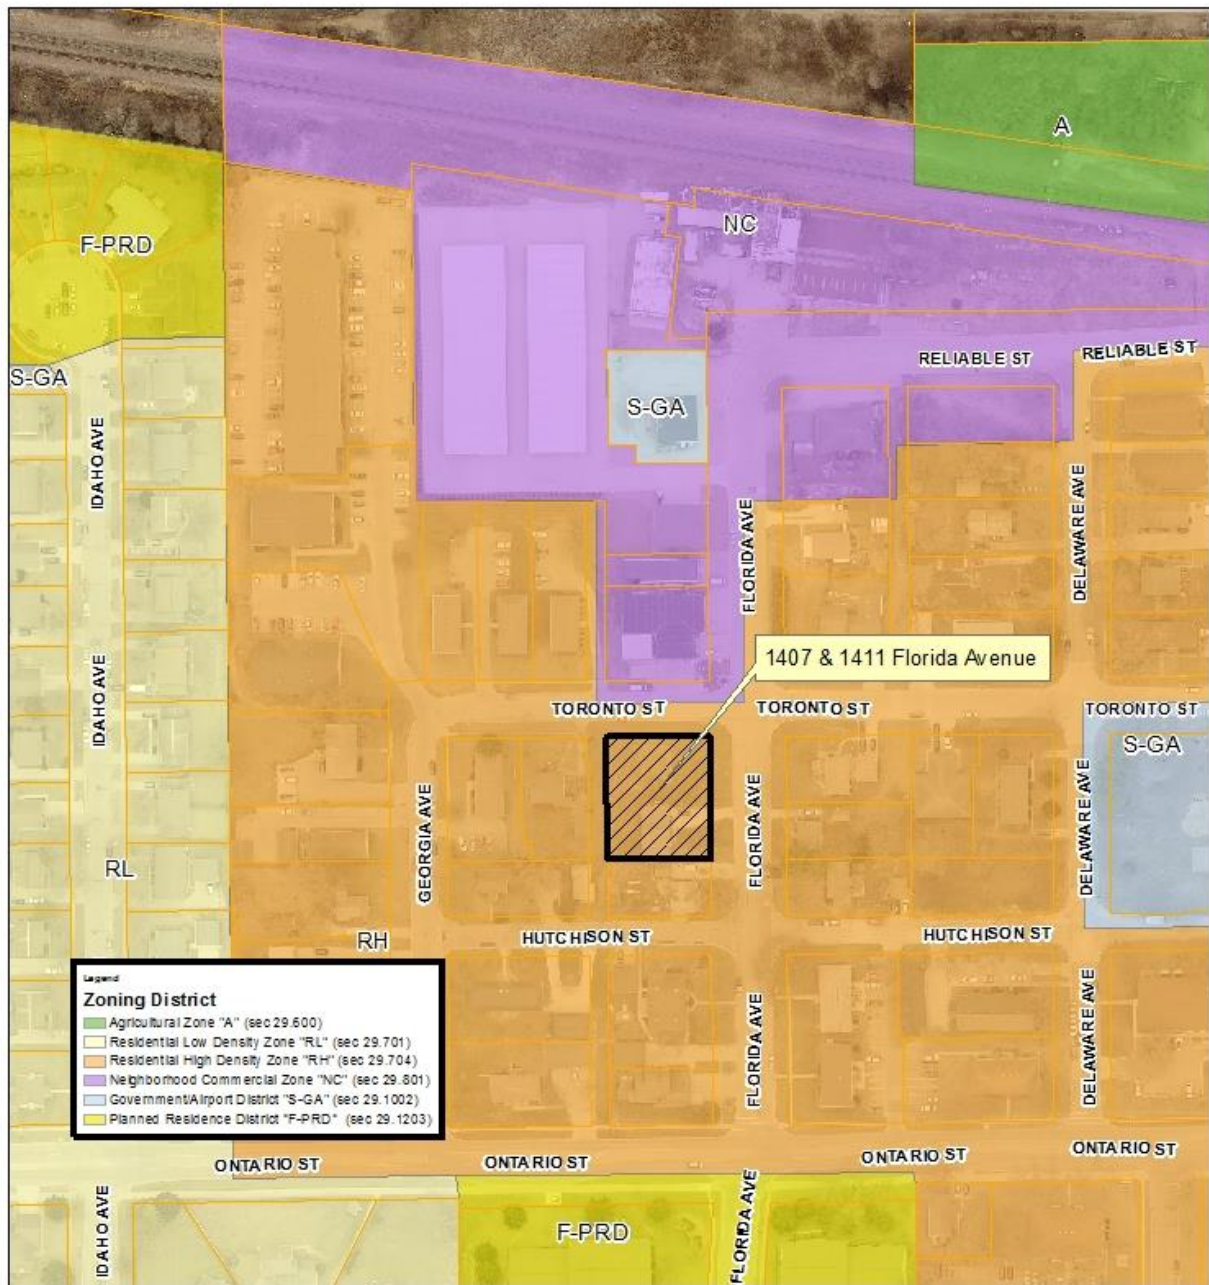 A
NC
F-PRD
RELIABLE ST
RELIABLE ST
S-GA
S-GA
IDAHO AVE
FLORIDA AVE
DELAWARE AVE
1407 & 1411 Florida Avenue
IDAHO AVE
TORONTO ST
TORONTO ST
TORONTO ST
S-GA
GEORGIA AVE
FLORIDA AVE
DELAWARE AVE
RL
RH
HUTCHISON ST
HUTCHISON ST
FLORIDA AVE
DELAWARE AVE
Legend
Zoning District
Agricultural Zone "A" (sec 29.600)
Residential Low Density Zone "RL" (sec 29.701)
Residential High Density Zone "RH" (sec 29.704)
Neighborhood Commercial Zone "NC" (sec 29.801)
Government/Airport District "S-GA" (sec 29.1002)
Planned Residence District "F-PRD" (sec 29.1203)
ONTARIO ST
ONTARIO ST
ONTARIO ST
ONTARIO ST
IDAHO AVE
F-PRD
FLORIDA AVE